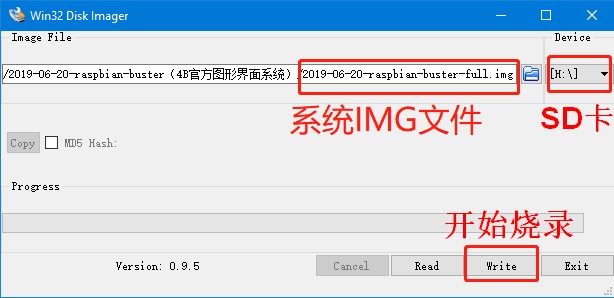 Win32 Disk Imager
Image File
Device
/2019-06-20-raspbian-buster（4B官方图形界面系统）/2019-06-20-raspbian-buster-full.img
[H:\]
系统IMG文件
SD卡
Copy
MD5 Hash:
Progress
开始烧录
Version: 0.9.5
Cancel
Read
Write
Exit